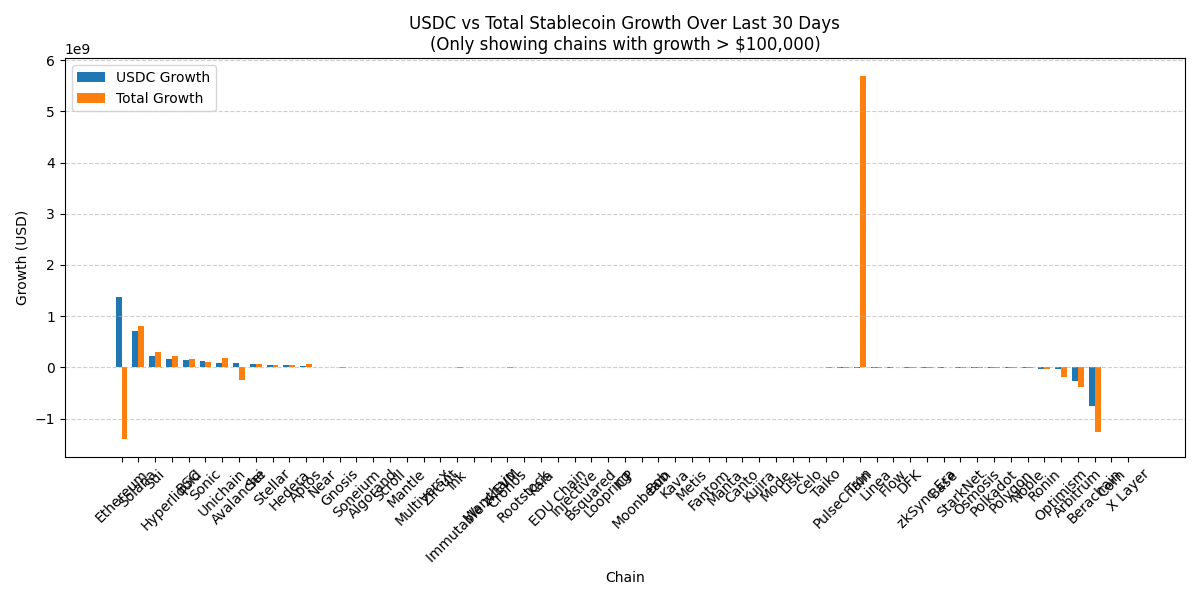 USDC vs Total Stablecoin Growth Over Last 30 Days
(Only showing chains with growth > $100,000)
1e9
USDC Growth
Total Growth
6
5
4
3
2
1
0
−1
Growth (USD)
Ethereum
Solana
Sui
Hyperliquid
BSC
Sonic
Unichain
Avalanche
Sei
Stellar
Hedera
Aptos
Near
Gnosis
Soneium
Algorand
Scroll
Mantle
MultiversX
Zircuit
Ink
Immutable zkEVM
Wanchain
Cronos
Rootstock
Kaia
EDU Chain
Injective
Bsquared
Loopring
ICP
Moonbeam
Kava
Metis
Fantom
Manta
Canto
Kujira
Mode
Lisk
Celo
Taiko
PulseChain
Tron
Linea
Flow
DFK
zkSync Era
Base
StarkNet
Osmosis
Polkadot
Polygon
Noble
Ronin
Optimism
Arbitrum
Berachain
X Layer
Chain